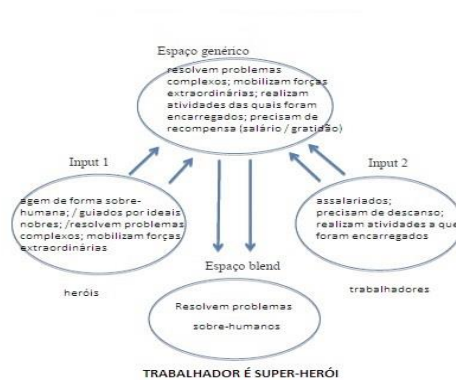 Espaço genérico
resolvem problemas
complexos; mobilizam forças
extraordinárias; realizam
atividades das quais foram
encarregados; precisam de
recompensa (salário / gratidão)
Input 1
Input 2
agem de forma sobre-
humana; / guiados por ideais
nobres; /resolvem problemas
complexos; mobilizam forças
extraordinárias
assalariados;
precisam de descanso;
realizam atividades a que
foram encarregados
heróis
trabalhadores
Espaço blend
Resolvem problemas
sobre-humanos
TRABALHADOR É SUPER-HERÓI